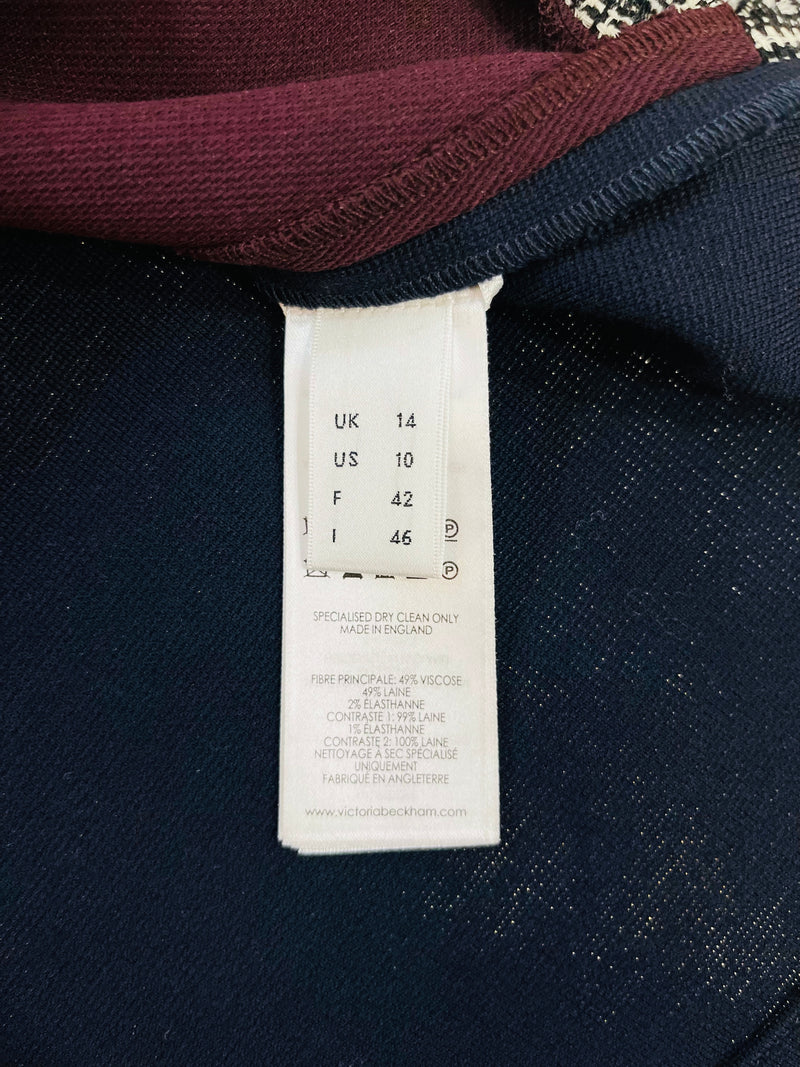 UK 14
US 10
F 42
I 46
P
P
SPECIALISED DRY CLEAN ONLY
MADE IN ENGLAND
FIBRE PRINCIPALE: 49% VISCOSE
49% LAINE
2% ÉLASTHANNE
CONTRASTE 1: 99% LAINE
1% ÉLASTHANNE
CONTRASTE 2: 100% LAINE
NETTOYAGE À SEC SPÉCIALISÉ
UNIQUEMENT
FABRIQUÉ EN ANGLETERRE
www.victoriabeckham.com